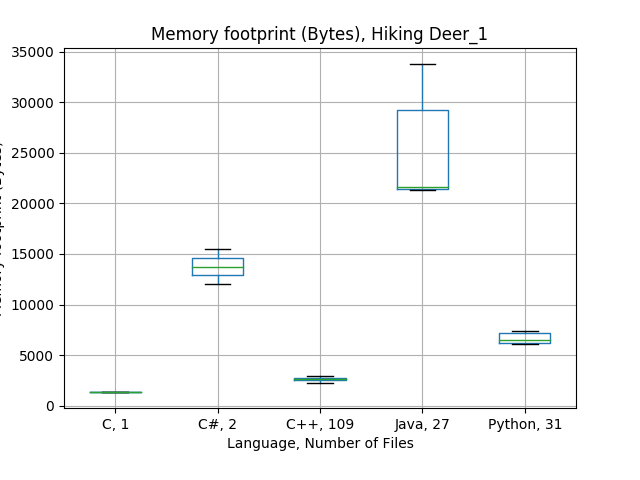 Memory footprint (Bytes), Hiking Deer_1
35000
30000
25000
20000
15000
10000
5000
0
C, 1
C#, 2
C++, 109
Java, 27
Python, 31
Language, Number of Files